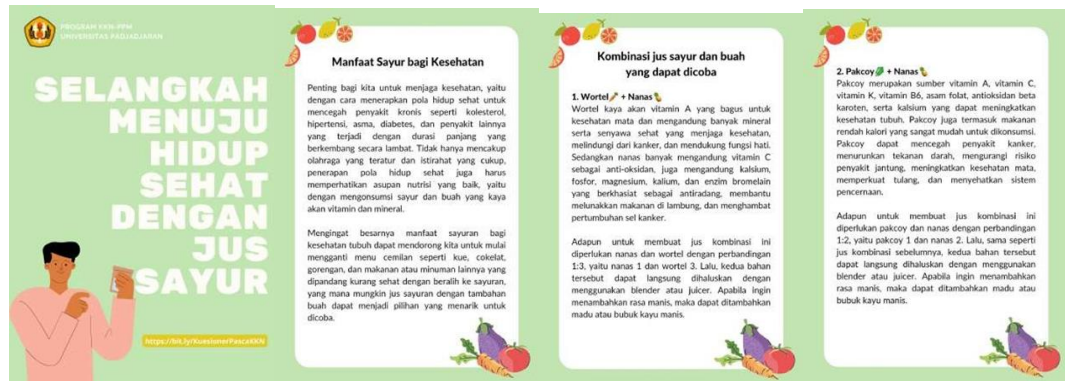 PROGRAM KKN-PPM
UNIVERSITAS PADJADJARAN
SELANGKAH
MENUJU
HIDUP
SEHAT
DENGAN
JUS
SAYUR
https://bit.ly/KuesionerPascaKKN
Manfaat Sayur bagi Kesehatan
Penting bagi kita untuk menjaga kesehatan, yaitu
dengan cara menerapkan pola hidup sehat untuk
mencegah penyakit kronis seperti kolesterol,
hipertensi, asma, diabetes, dan penyakit lainnya
yang terjadi dengan durasi panjang yang
berkembang secara lambat. Tidak hanya mencakup
olahraga yang teratur dan istirahat yang cukup,
penerapan pola hidup sehat juga harus
memperhatikan asupan nutrisi yang baik, yaitu
dengan mengonsumsi sayur dan buah yang kaya
akan vitamin dan mineral.
Mengingat besarnya manfaat sayuran bagi
kesehatan tubuh dapat mendorong kita untuk mulai
mengganti menu cemilan seperti kue, cokelat,
gorengan, dan makanan atau minuman lainnya yang
dipandang kurang sehat dengan beralih ke sayuran,
yang mana mungkin jus sayuran dengan tambahan
buah dapat menjadi pilihan yang menarik untuk
dicoba.
Kombinasi jus sayur dan buah
yang dapat dicoba
1. Wortel🥕 + Nanas🍍
Wortel kaya akan vitamin A yang bagus untuk
kesehatan mata dan mengandung banyak mineral
serta senyawa sehat yang menjaga kesehatan,
melindungi dari kanker, dan mendukung fungsi hati.
Sedangkan nanas banyak mengandung vitamin C
sebagai anti-oksidan, juga mengandung kalsium,
fosfor, magnesium, kalium, dan enzim bromelain
yang berkhasiat sebagai antiradang, membantu
melunakkan makanan di lambung, dan menghambat
pertumbuhan sel kanker.
Adapun untuk membuat jus kombinasi ini
diperlukan nanas dan wortel dengan perbandingan
1:3, yaitu nanas 1 dan wortel 3. Lalu, kedua bahan
tersebut dapat langsung dihaluskan dengan
menggunakan blender atau juicer. Apabila ingin
menambahkan rasa manis, maka dapat ditambahkan
madu atau bubuk kayu manis.
2. Pakcoy🥬 + Nanas🍍
Pakcoy merupakan sumber vitamin A, vitamin C,
vitamin K, vitamin B6, asam folat, antioksidan beta
karoten, serta kalsium yang dapat meningkatkan
kesehatan tubuh. Pakcoy juga termasuk makanan
rendah kalori yang sangat mudah untuk dikonsumsi.
Pakcoy dapat mencegah penyakit kanker,
menurunkan tekanan darah, mengurangi risiko
penyakit jantung, meningkatkan kesehatan mata,
memperkuat tulang, dan menyehatkan sistem
pencernaan.
Adapun untuk membuat jus kombinasi ini
diperlukan pakcoy dan nanas dengan perbandingan
1:2, yaitu pakcoy 1 dan nanas 2. Lalu, sama seperti
jus kombinasi sebelumnya, kedua bahan tersebut
dapat langsung dihaluskan dengan menggunakan
blender atau juicer. Apabila ingin menambahkan
rasa manis, maka dapat ditambahkan madu atau
bubuk kayu manis.